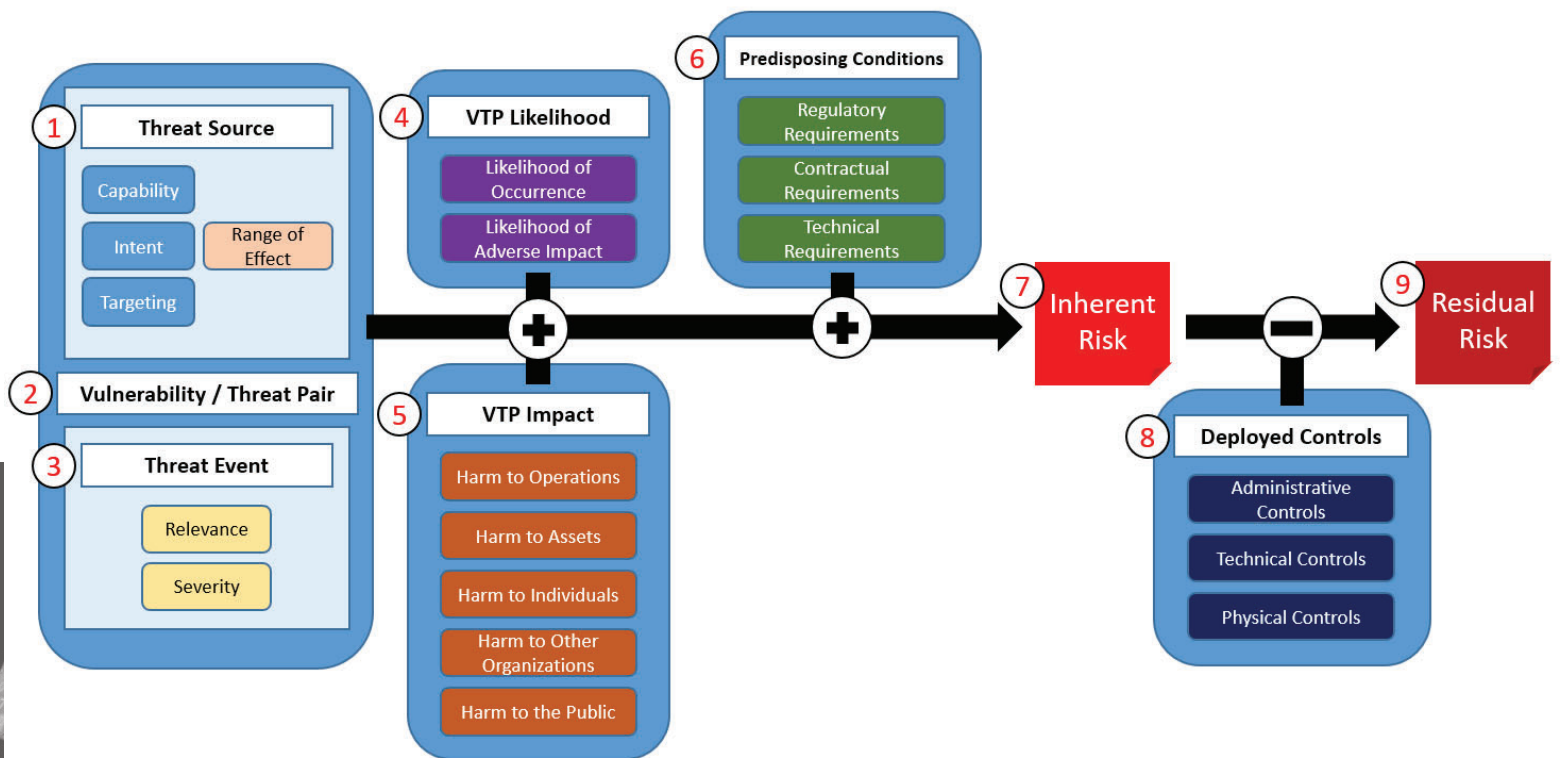 1
Threat Source
Capability
Intent
Range of
Effect
Targeting
2
Vulnerability / Threat Pair
3
Threat Event
Relevance
Severity
4
VTP Likelihood
Likelihood of
Occurrence
Likelihood of
Adverse Impact
5
VTP Impact
Harm to Operations
Harm to Assets
Harm to Individuals
Harm to Other
Organizations
Harm to the Public
6
Predisposing Conditions
Regulatory
Requirements
Contractual
Requirements
Technical
Requirements
7
Inherent
Risk
8
Deployed Controls
Administrative
Controls
Technical Controls
Physical Controls
9
Residual
Risk